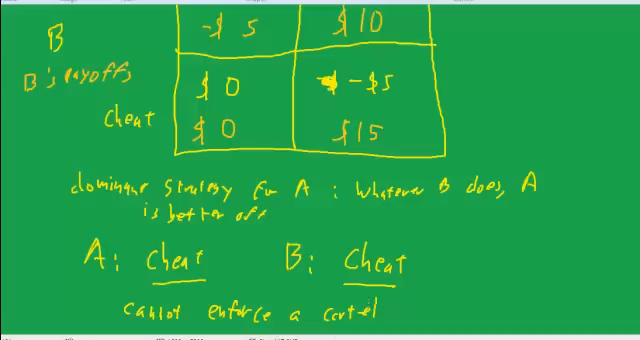 B
-$ 5 $10
B's payoffs
$ 0 -$5
Cheat
$ 0 $15
dominant strategy for A : Whatever B does, A
is better off
A: Cheat B: Cheat
cannot enforce a cartel